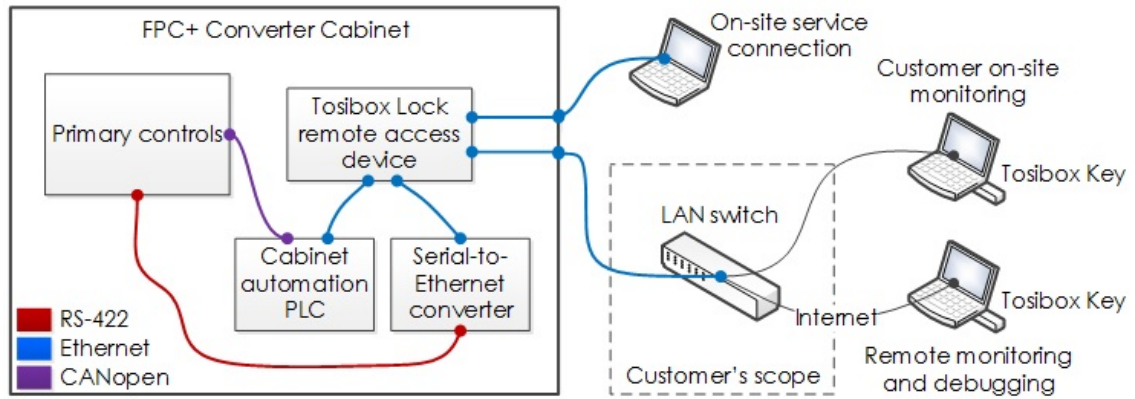 FPC+ Converter Cabinet
Primary controls
Tosibox Lock
remote access
device
Cabinet
automation
PLC
Serial-to-
Ethernet
converter
RS-422
Ethernet
CANopen
On-site service
connection
Customer on-site
monitoring
Tosibox Key
LAN switch
Internet
Tosibox Key
Customer's scope
Remote monitoring
and debugging